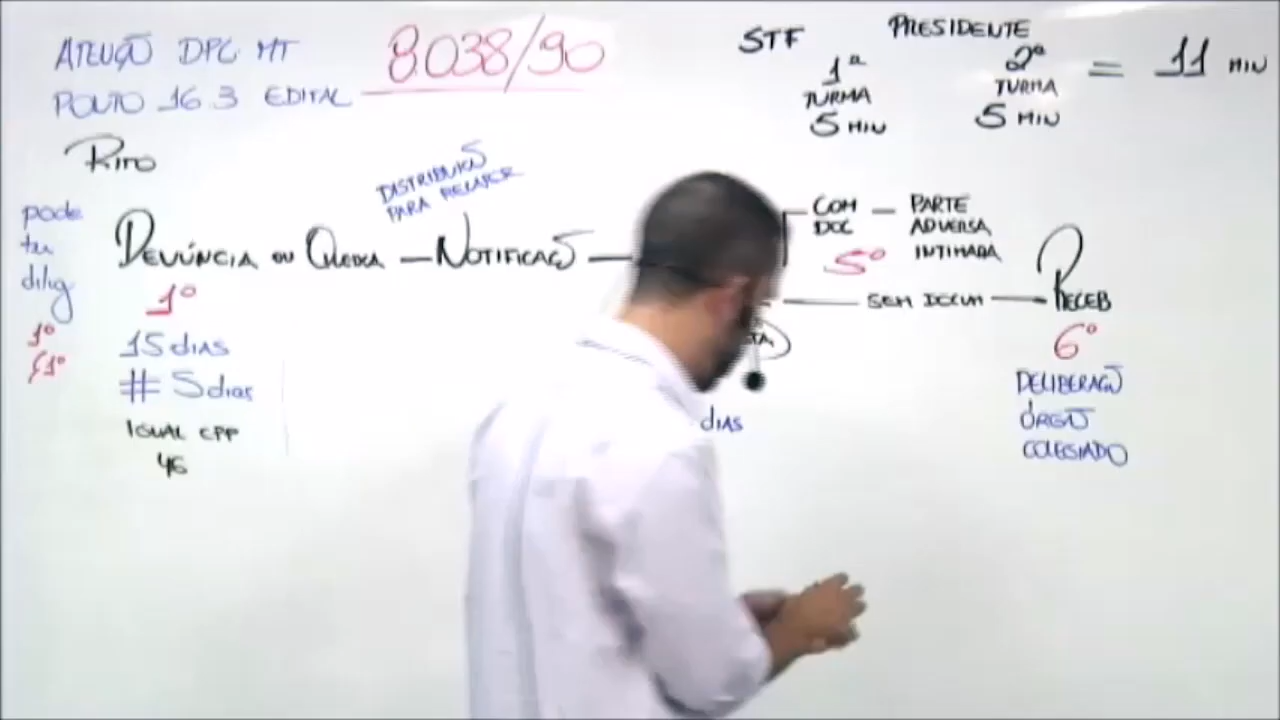 ATENÇÃO DPC MT
PONTO 16.3 EDITAL
8038/90
STF
PRESIDENTE
1ª
TURMA
5 MIN
2ª
TURMA
5 MIN
= 11 MIN
RITO
DISTRIBUIÇÃO
PARA RELATOR
pode
ter
dilig
1º
§1º
DENÚNCIA OU QUEIXA — NOTIFICAÇÃO —
1º
15 dias
# 5 dias
IGUAL CPP
46
COM
DOC
— PARTE
ADVERSA
INTIMADA
5º
SEM DOCUM — RECEB
TA
dias
6º
DELIBERAÇÃO
ÓRGÃO
COLEGIADO